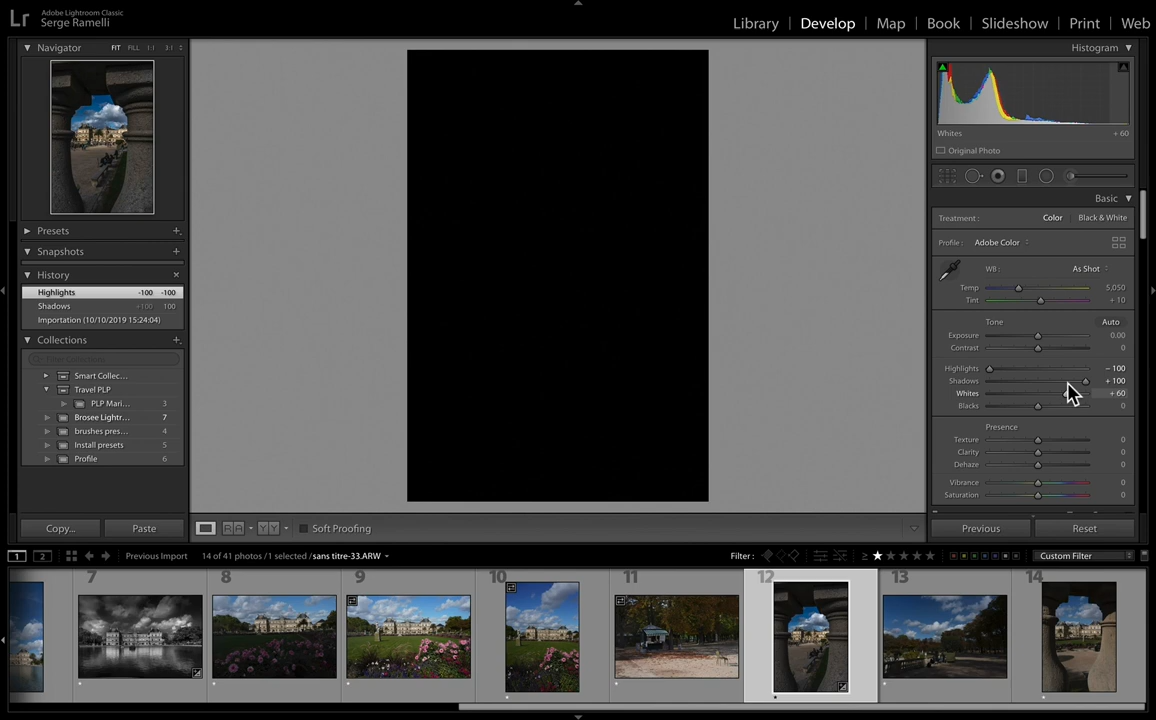 Lr
Adobe Lightroom Classic
Serge Ramelli
Library | Develop | Map | Book | Slideshow | Print | Web
Navigator FIT FILL 1:1 3:1
Presets
Snapshots
History
Highlights -100 -100
Shadows +100 100
Importation (10/10/2019 15:24:04)
Collections
Smart Collec...
Travel PLP
PLP Mari... 3
Brosee Lightr... 7
brushes pres... 4
Install presets 5
Profile 6
Copy... Paste
Histogram
Whites + 60
Original Photo
Basic
Treatment : Color Black & White
Profile : Adobe Color
WB : As Shot
Temp 5,050
Tint + 10
Tone Auto
Exposure 0.00
Contrast 0
Highlights − 100
Shadows + 100
Whites + 60
Blacks 0
Presence
Texture 0
Clarity 0
Dehaze 0
Vibrance 0
Saturation 0
Soft Proofing
Previous Reset
1 2 Previous Import 14 of 41 photos / 1 selected / sans titre-33.ARW Filter : ≥ Custom Filter
7 8 9 10 11 12 13 14